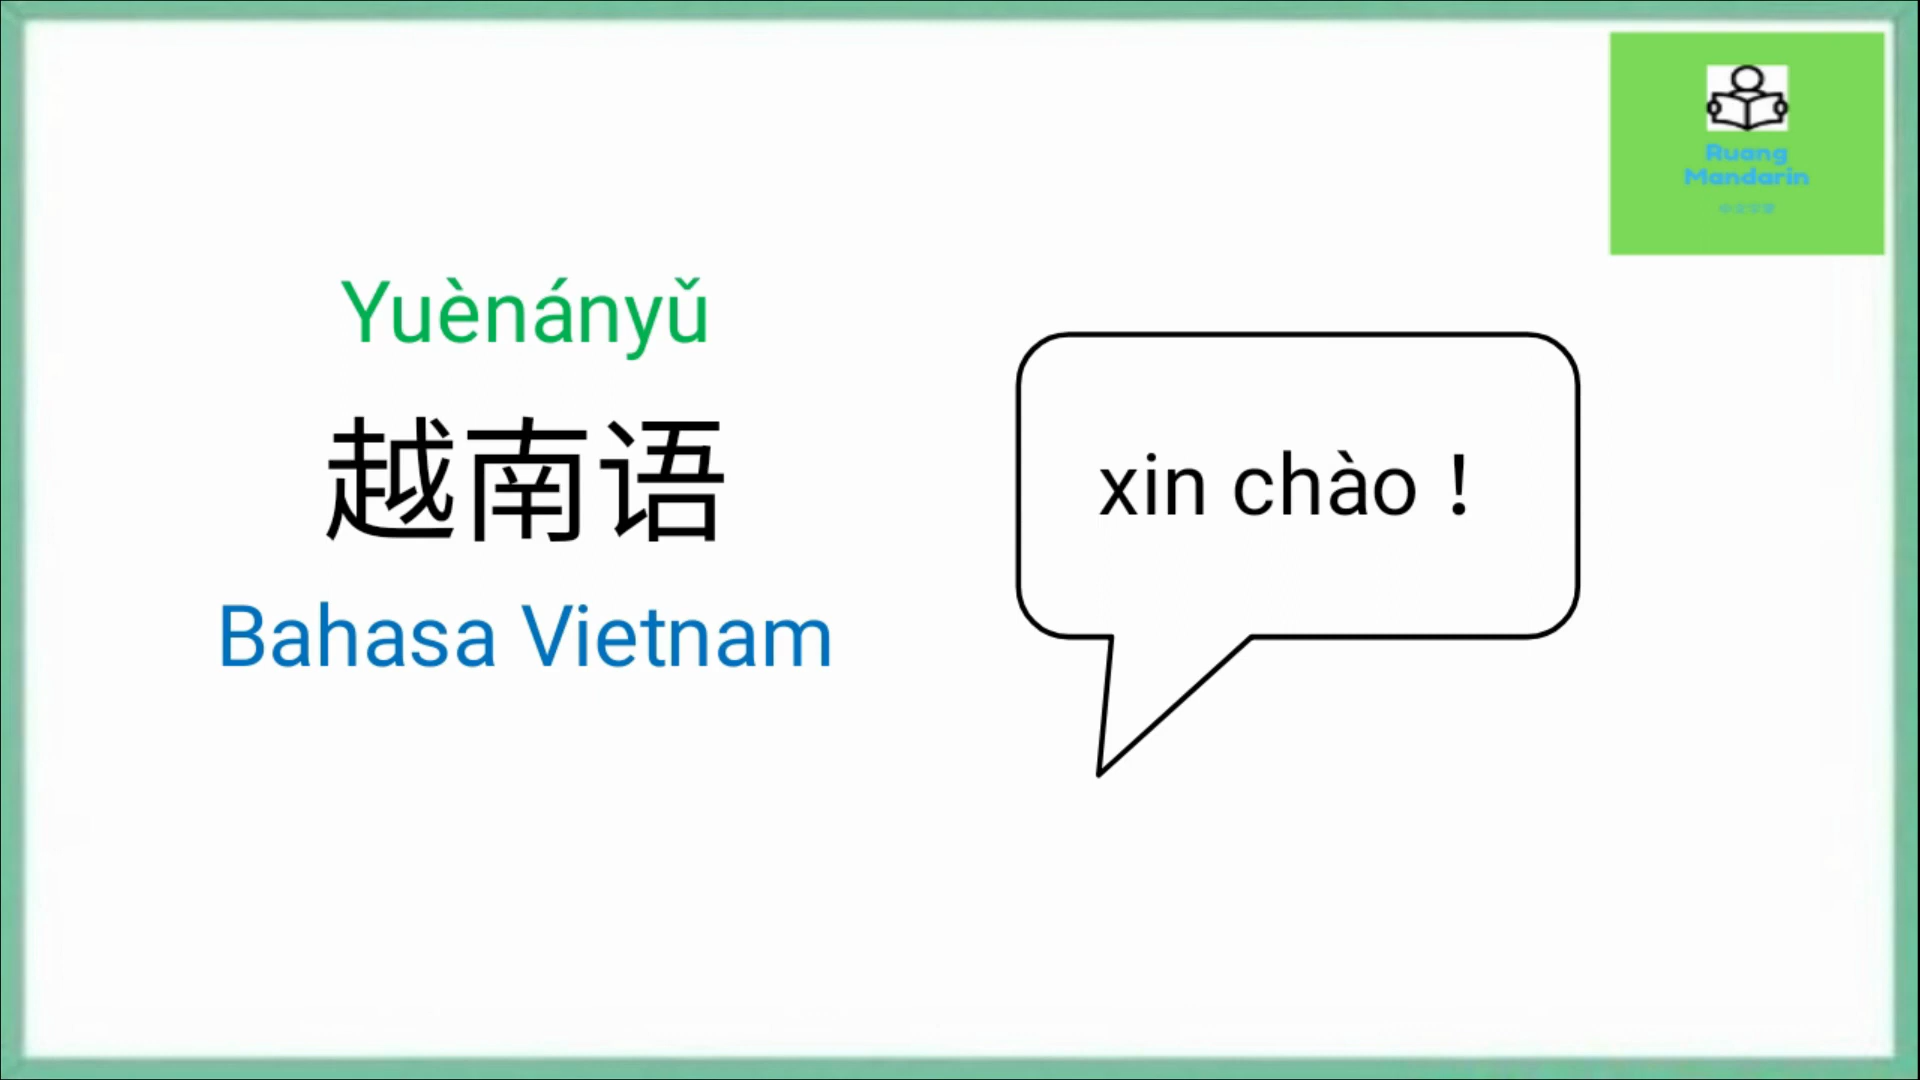 Yuènányǔ
越南语
Bahasa Vietnam
xin chào！
Ruang
Mandarin